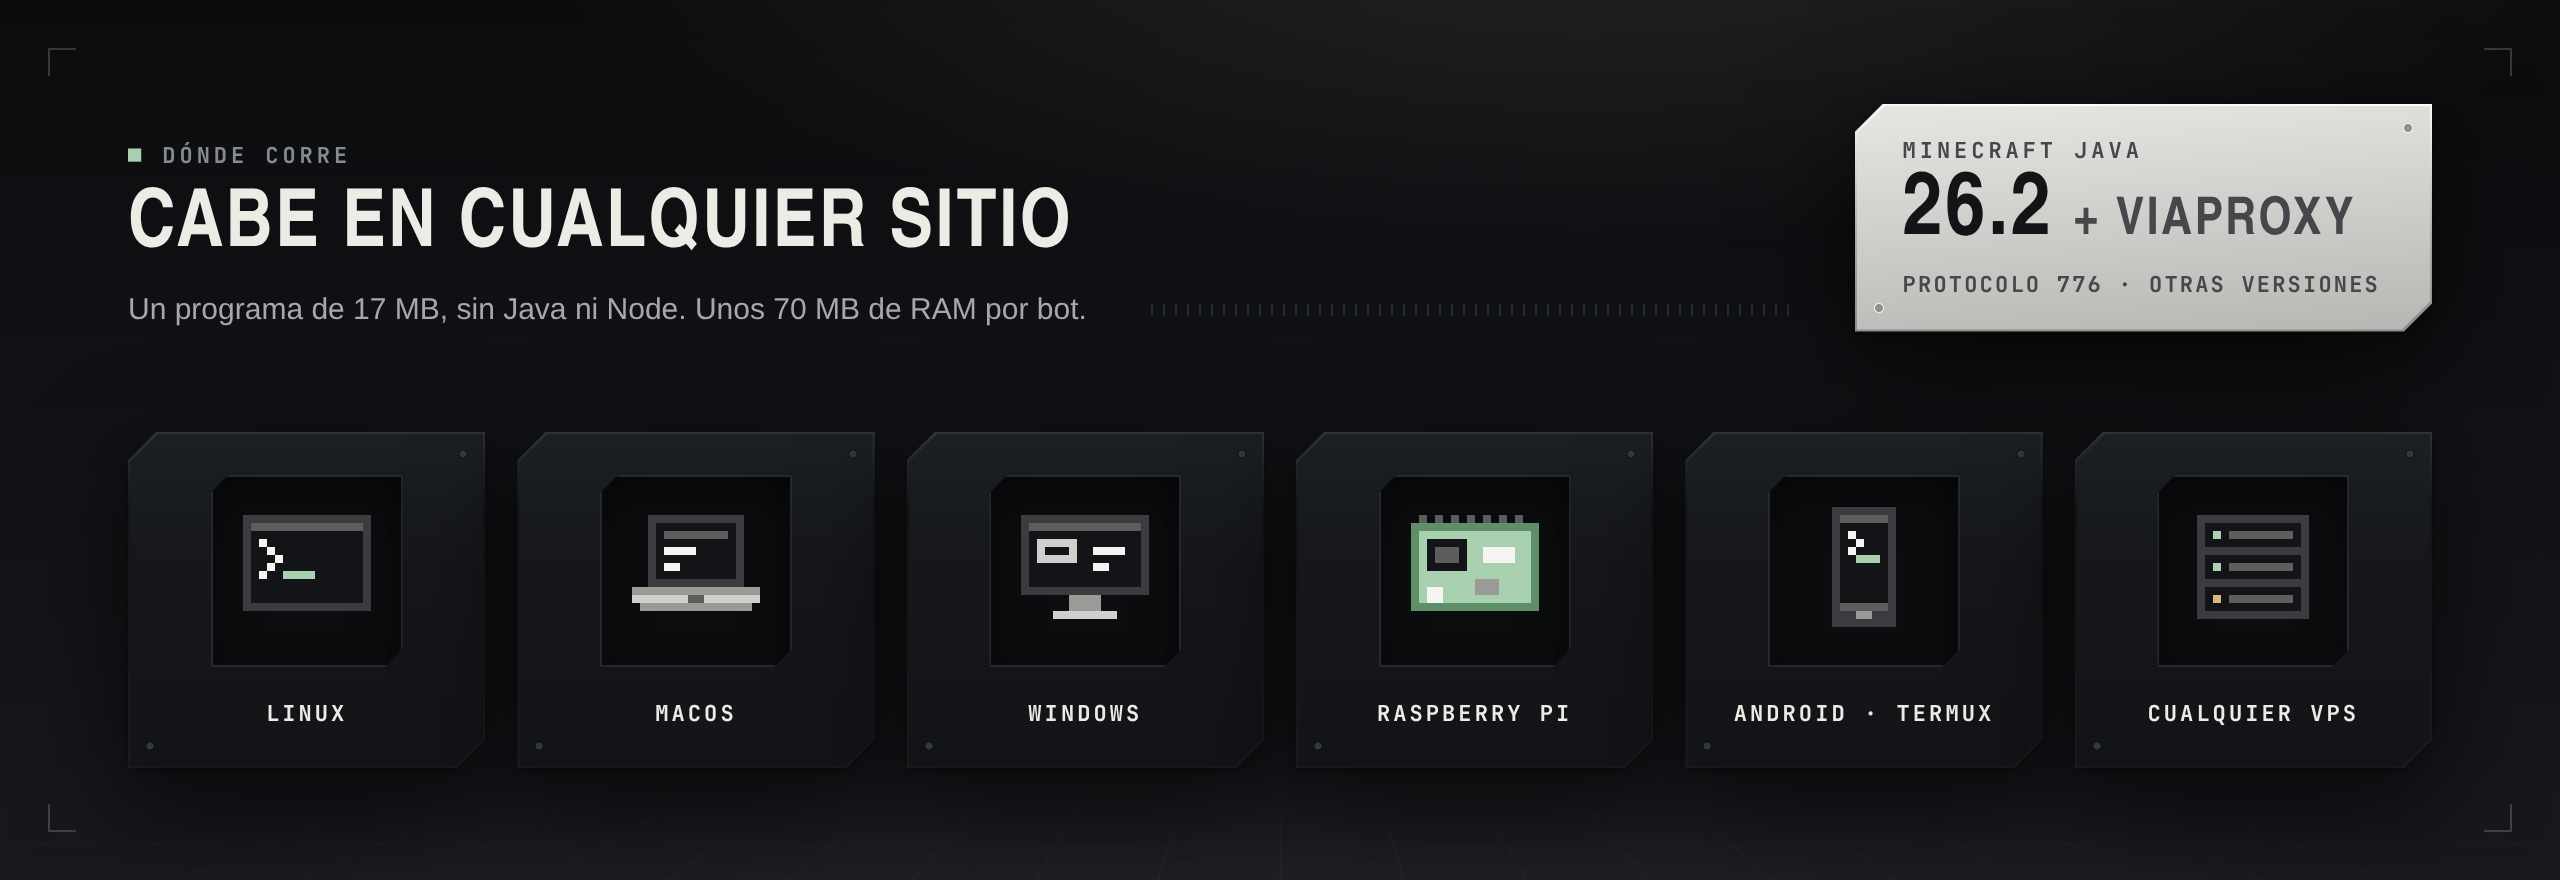 DÓNDE CORRE
CABE EN CUALQUIER SITIO
Un programa de 17 MB, sin Java ni Node. Unos 70 MB de RAM por bot.
MINECRAFT JAVA
26.2 + VIAPROXY
PROTOCOLO 776 · OTRAS VERSIONES
LINUX
MACOS
WINDOWS
RASPBERRY PI
ANDROID · TERMUX
CUALQUIER VPS